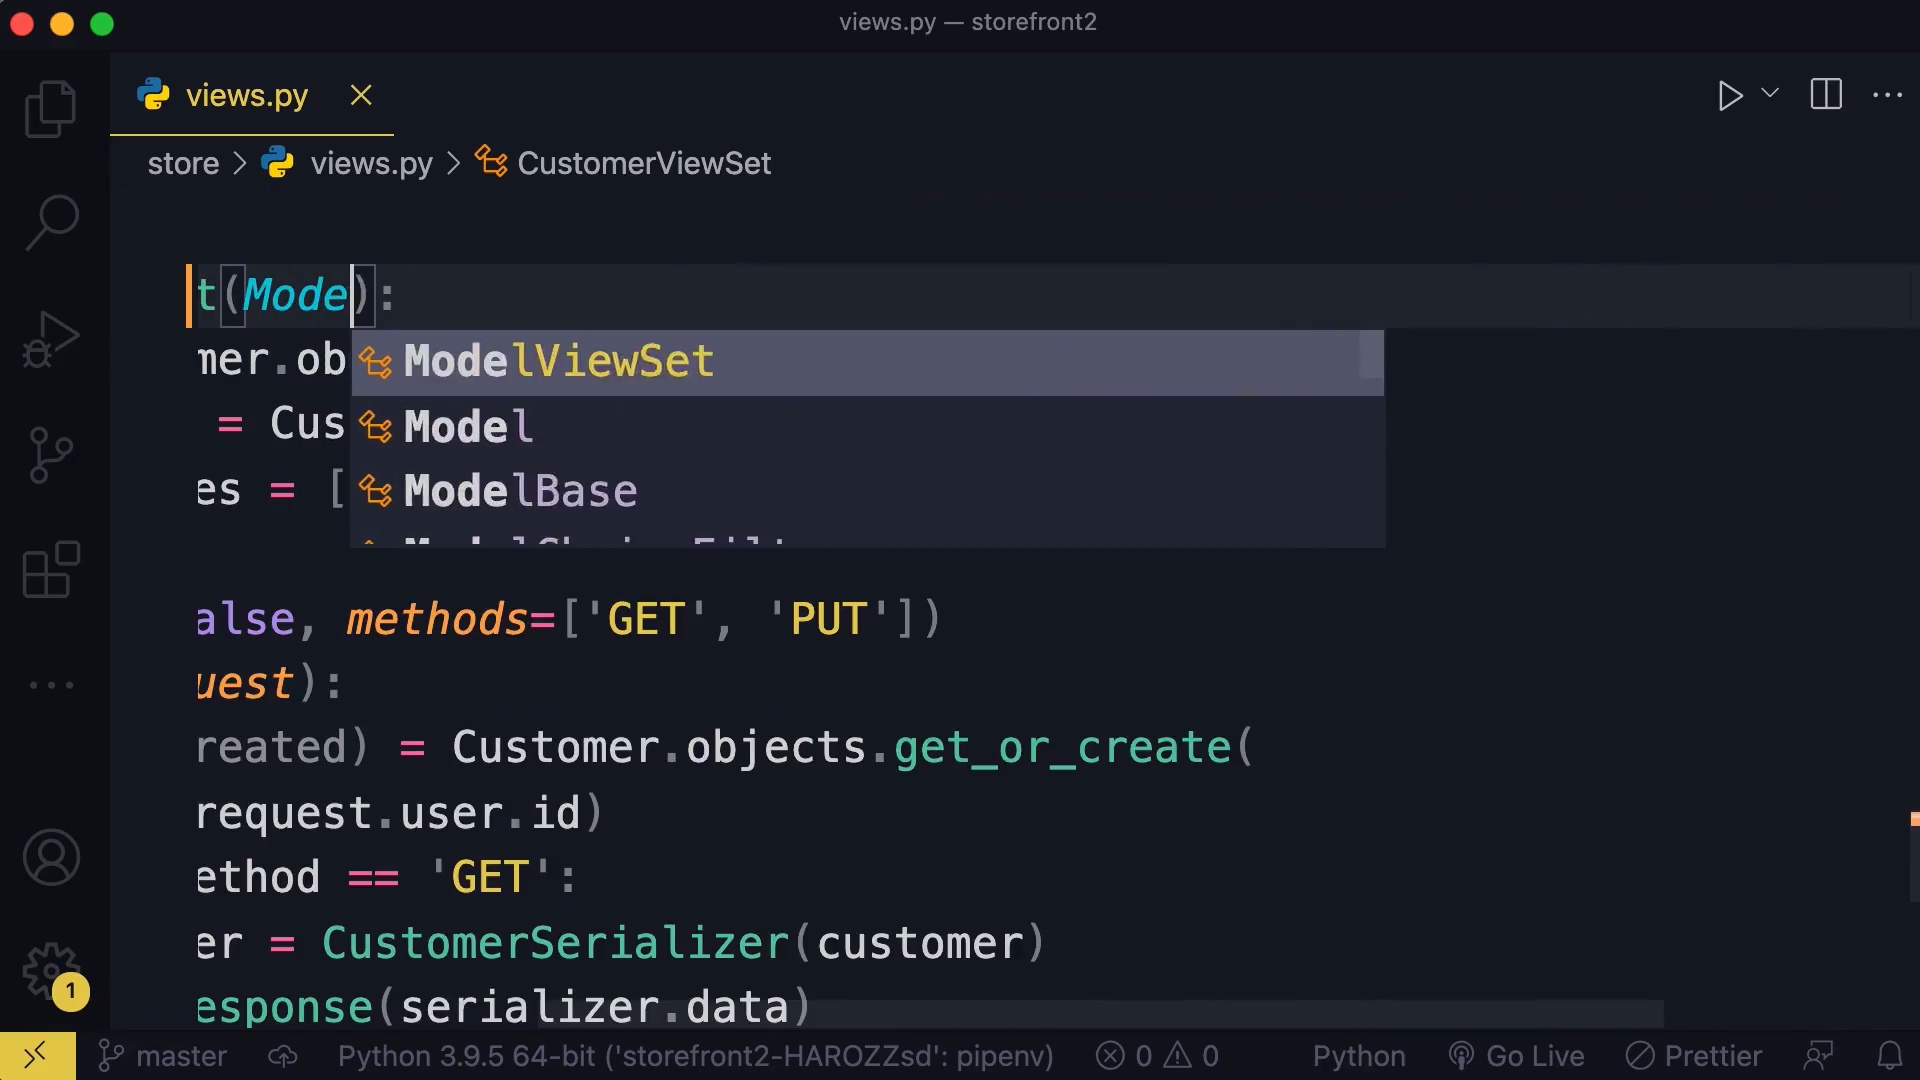 views.py — storefront2
views.py
store > views.py > CustomerViewSet
t(Mode):
mer.ob
ModelViewSet
= Cus
Model
es = [
ModelBase
alse, methods=['GET', 'PUT'])
uest):
reated) = Customer.objects.get_or_create(
request.user.id)
ethod == 'GET':
er = CustomerSerializer(customer)
esponse(serializer.data)
1
master Python 3.9.5 64-bit ('storefront2-HAROZZsd': pipenv) 0 0 Python Go Live Prettier